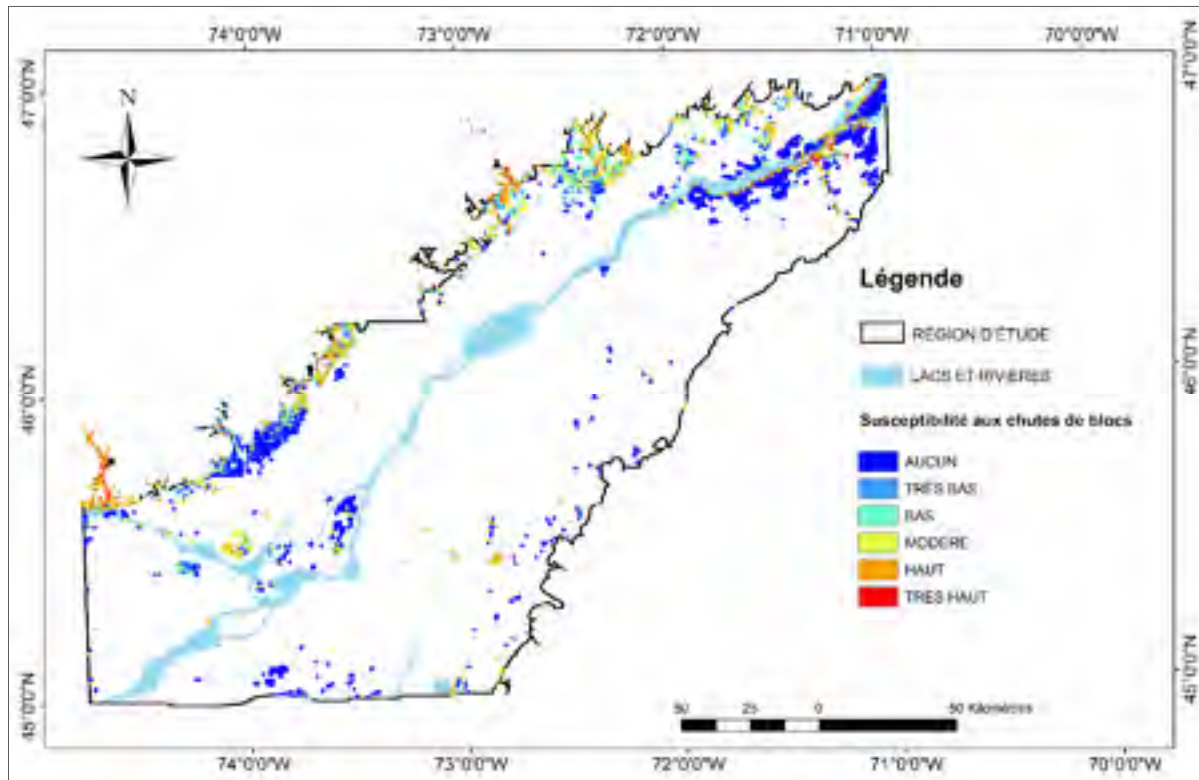 74°0'0"W 73°0'0"W 72°0'0"W 71°0'0"W 70°0'0"W
47°0'0"N
47°0'0"N
N
Légende
RÉGION D'ÉTUDE
LACS ET RIVIÈRES
46°0'0"N
46°0'0"N
Susceptibilité aux chutes de blocs
AUCUN
TRÈS BAS
BAS
MODÉRÉ
HAUT
TRÈS HAUT
45°0'0"N
45°0'0"N
50 25 0 50 Kilomètres
74°0'0"W 73°0'0"W 72°0'0"W 71°0'0"W 70°0'0"W